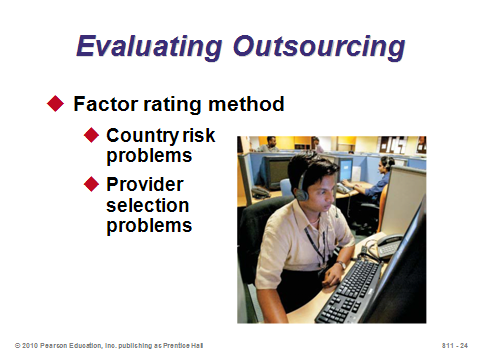 Evaluating Outsourcing
Factor rating method
Country risk
problems
Provider
selection
problems
© 2010 Pearson Education, Inc. publishing as Prentice Hall
S11 - 24